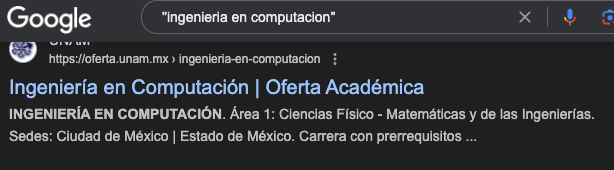 Google
"ingenieria en computacion"
UNAM
https://oferta.unam.mx › ingenieria-en-computacion
Ingeniería en Computación | Oferta Académica
INGENIERÍA EN COMPUTACIÓN. Área 1: Ciencias Físico - Matemáticas y de las Ingenierías.
Sedes: Ciudad de México | Estado de México. Carrera con prerrequisitos ...